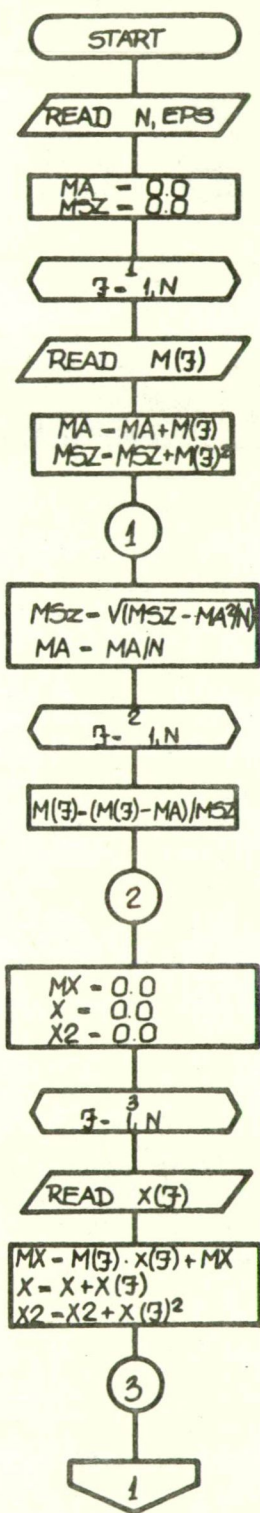 START
READ N, EPS
MA = 0.0
MSZ = 0.0
1
J = 1, N
READ M(J)
MA = MA + M(J)
MSZ = MSZ + M(J)²
1
MSZ = √(MSZ - MA²/N)
MA = MA/N
2
J = 1, N
M(J) = (M(J) - MA)/MSZ
2
MX = 0.0
X = 0.0
X2 = 0.0
3
J = 1, N
READ X(J)
MX = M(J) · X(J) + MX
X = X + X(J)
X2 = X2 + X(J)²
3
1